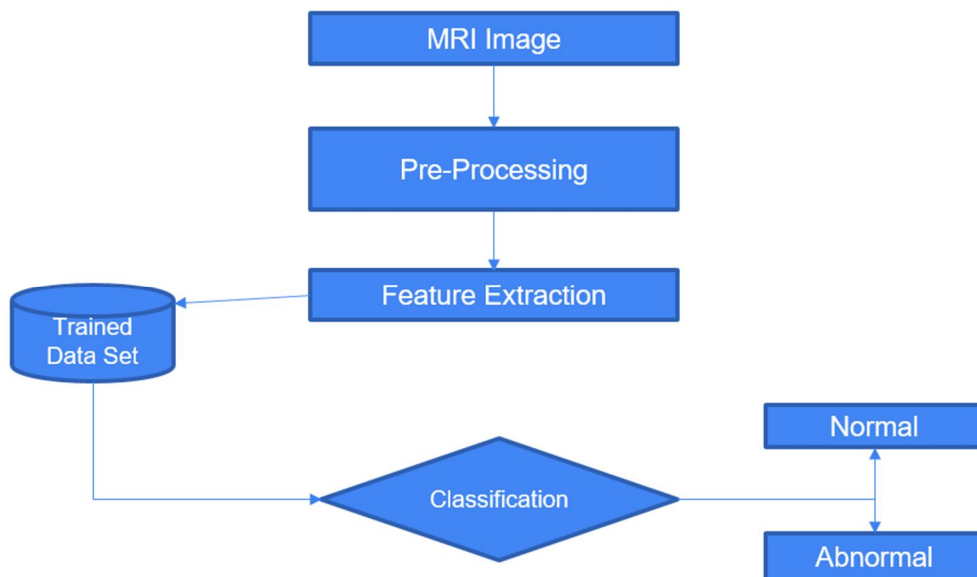 MRI Image
Pre-Processing
Feature Extraction
Trained
Data Set
Normal
Classification
Abnormal